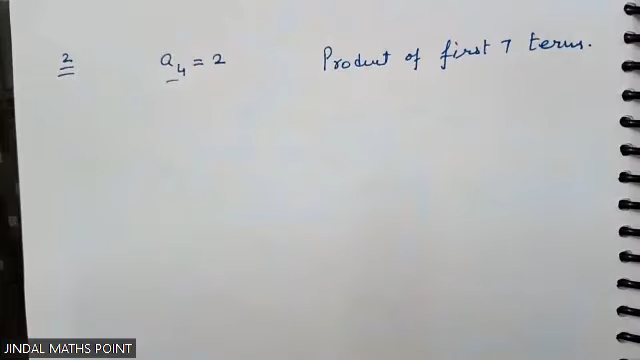 2 a₄ = 2 Product of first 7 terms.
JINDAL MATHS POINT